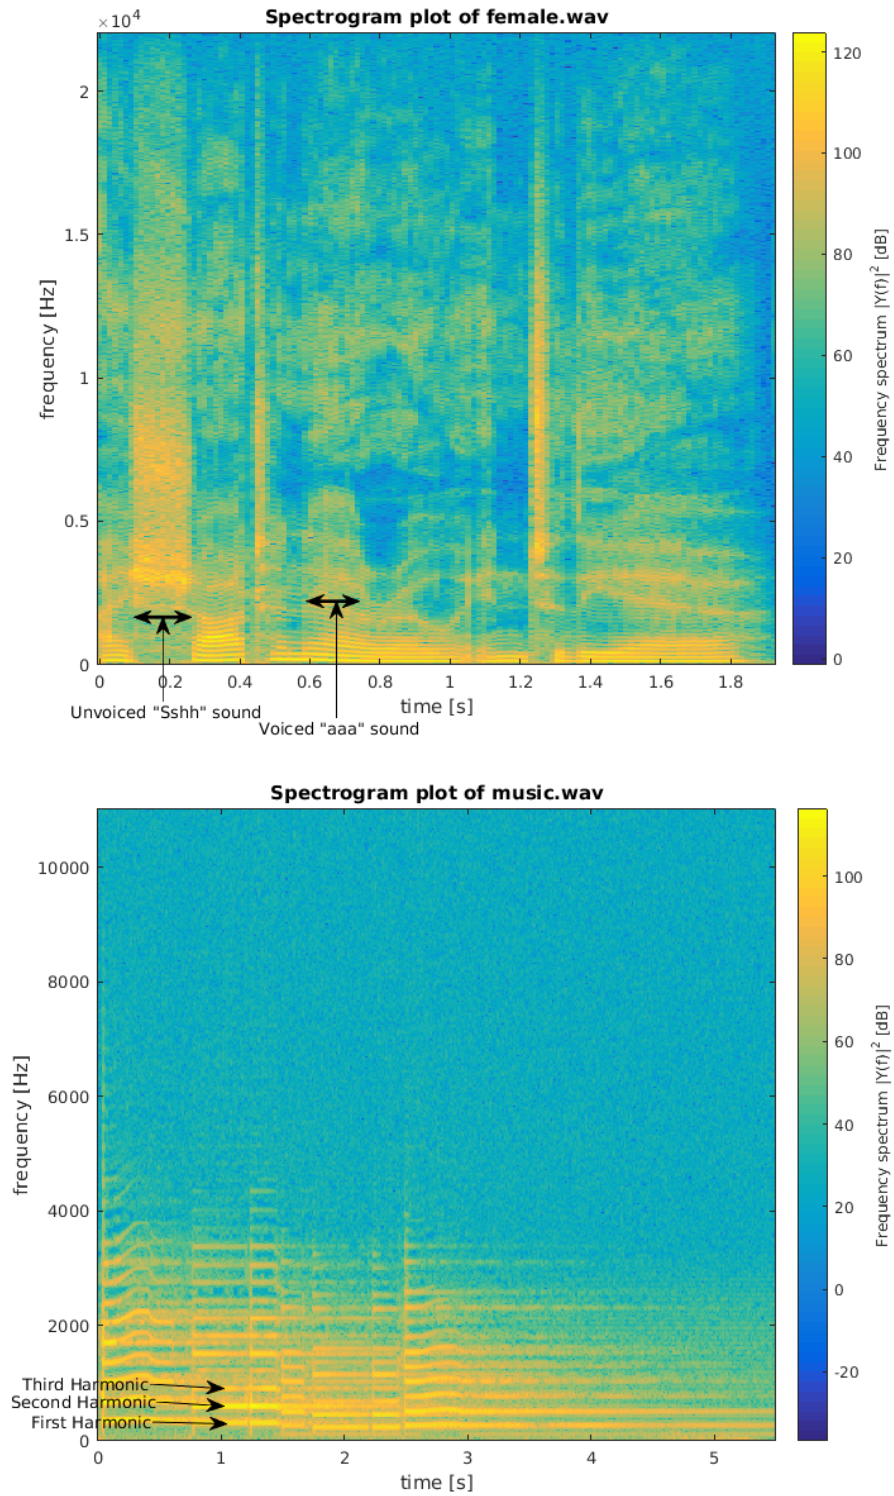 Spectrogram plot of female.wav
×10^4
2
1.5
1
0.5
0
frequency [Hz]
0 0.2 0.4 0.6 0.8 1 1.2 1.4 1.6 1.8
time [s]
120
100
80
60
40
20
0
Frequency spectrum |Y(f)|^2 [dB]
Unvoiced "Sshh" sound
Voiced "aaa" sound
Spectrogram plot of music.wav
10000
8000
6000
4000
2000
0
frequency [Hz]
Third Harmonic
Second Harmonic
First Harmonic
0 1 2 3 4 5
time [s]
100
80
60
40
20
0
-20
Frequency spectrum |Y(f)|^2 [dB]